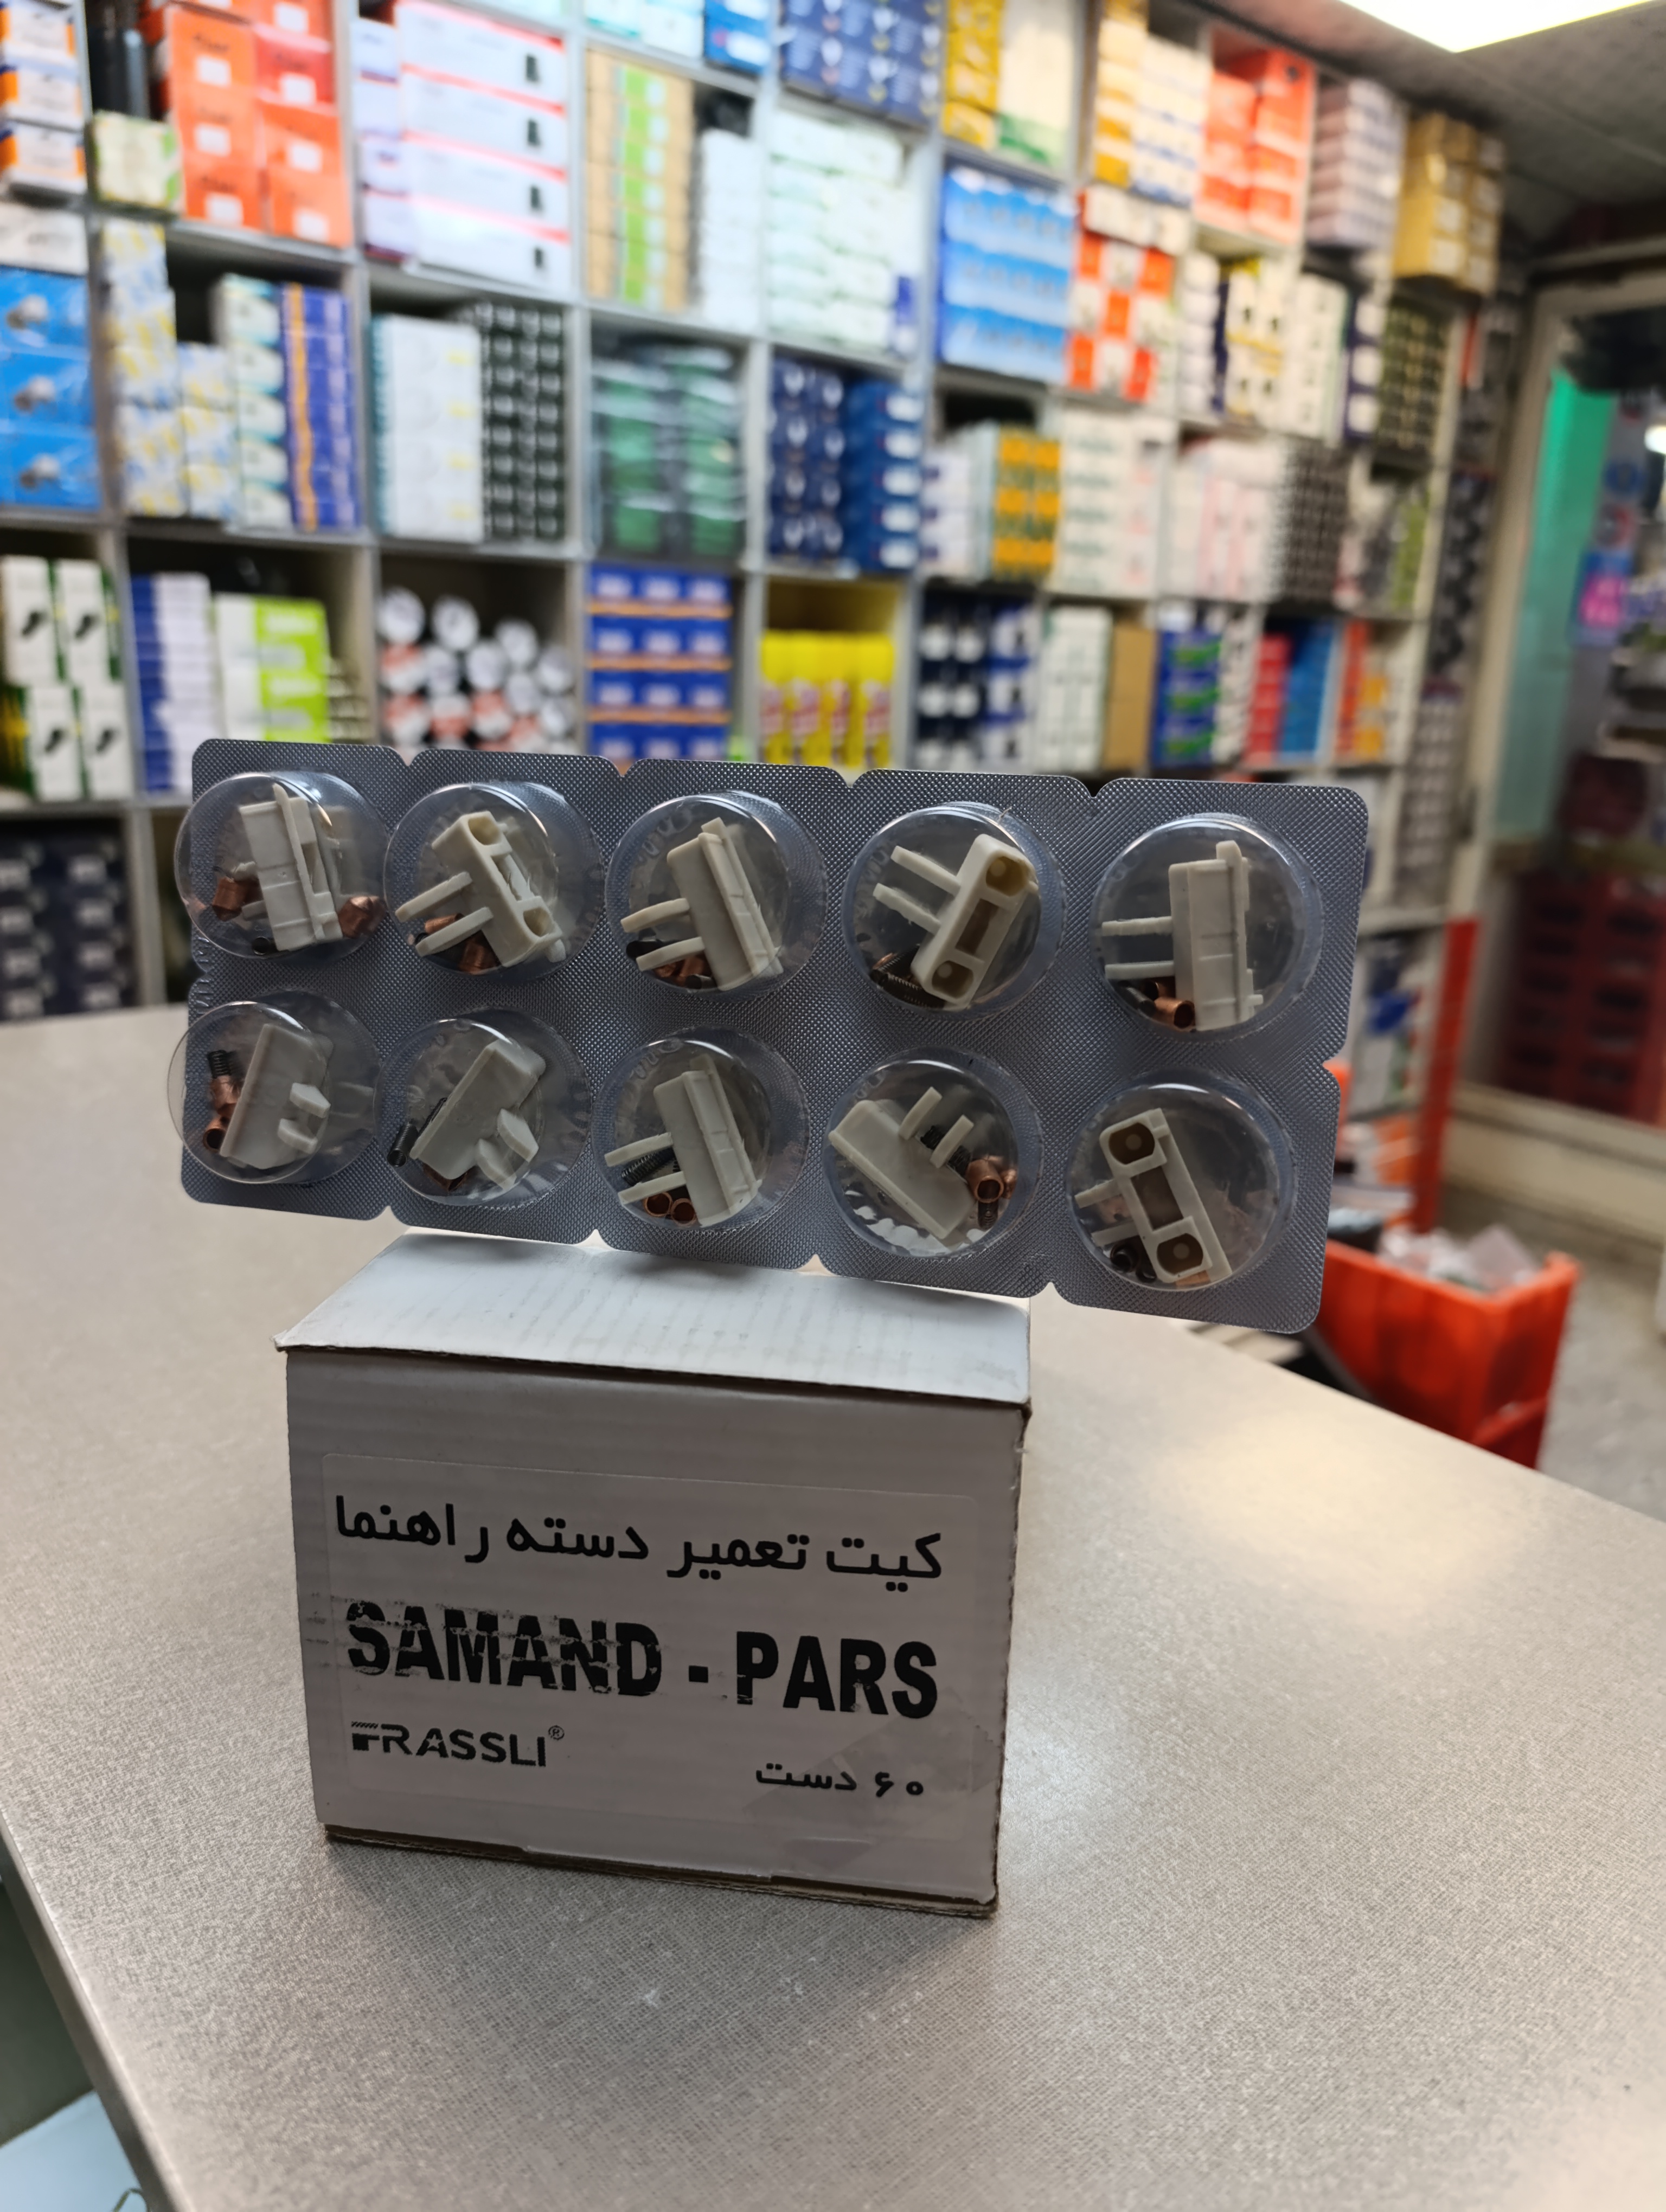 کیت تعمیر دسته راهنما
SAMAND - PARS
FRASSLI®
۶۰ دست